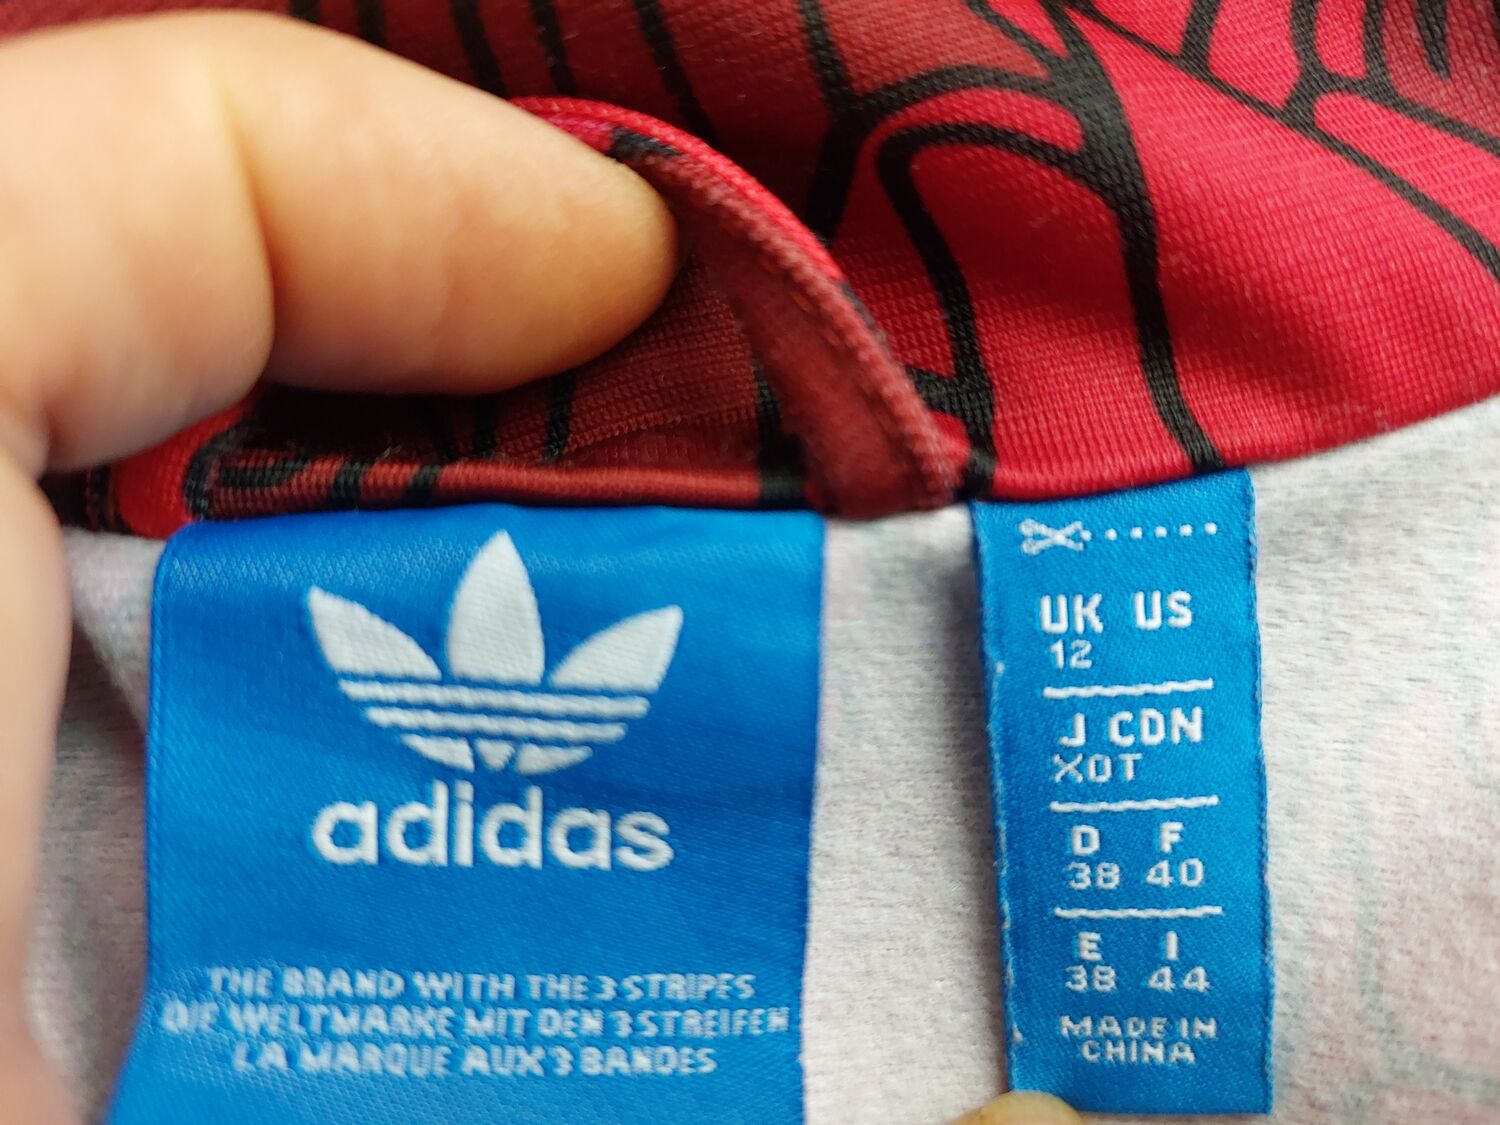 adidas
THE BRAND WITH THE 3 STRIPES
DIE WELTMARKE MIT DEN 3 STREIFEN
LA MARQUE AUX 3 BANDES
UK US
12
J CDN
XOT
D F
38 40
E I
38 44
MADE IN
CHINA